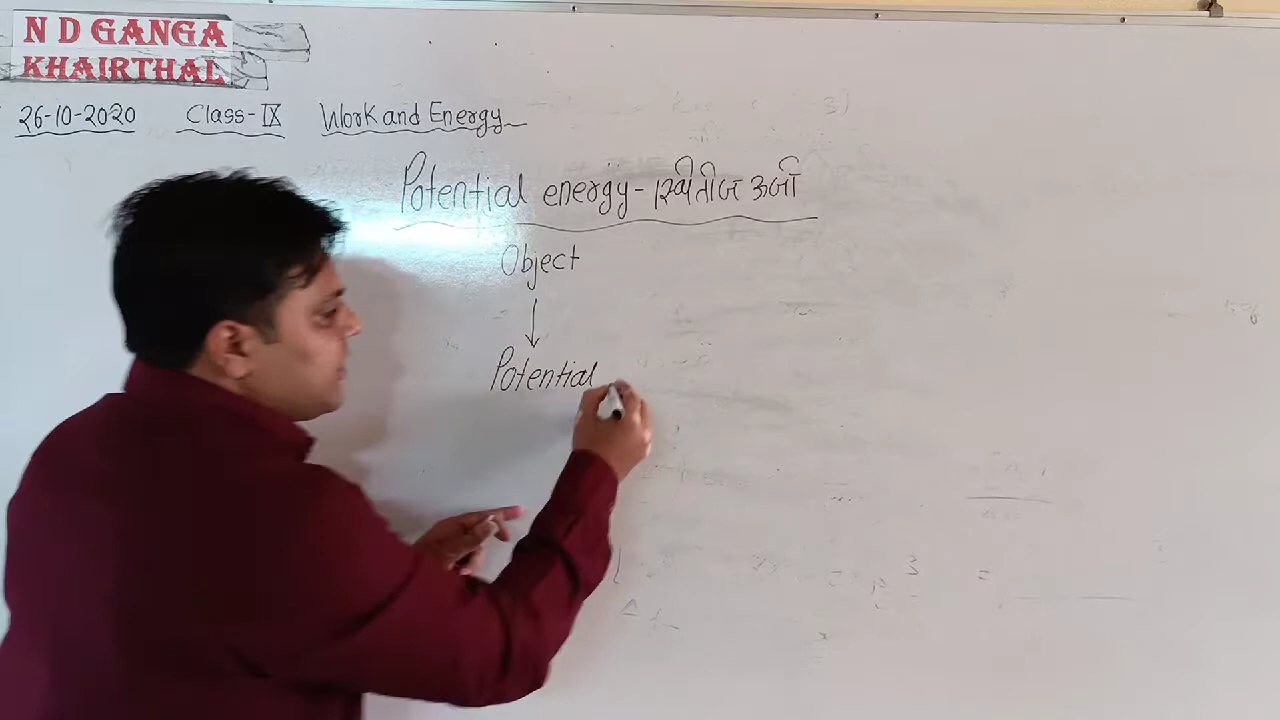 N D GANGA
KHAIRTHAL
26-10-2020 Class-IX Work and Energy
Potential energy - स्थितीज ऊर्जा
Object
↓
Potential